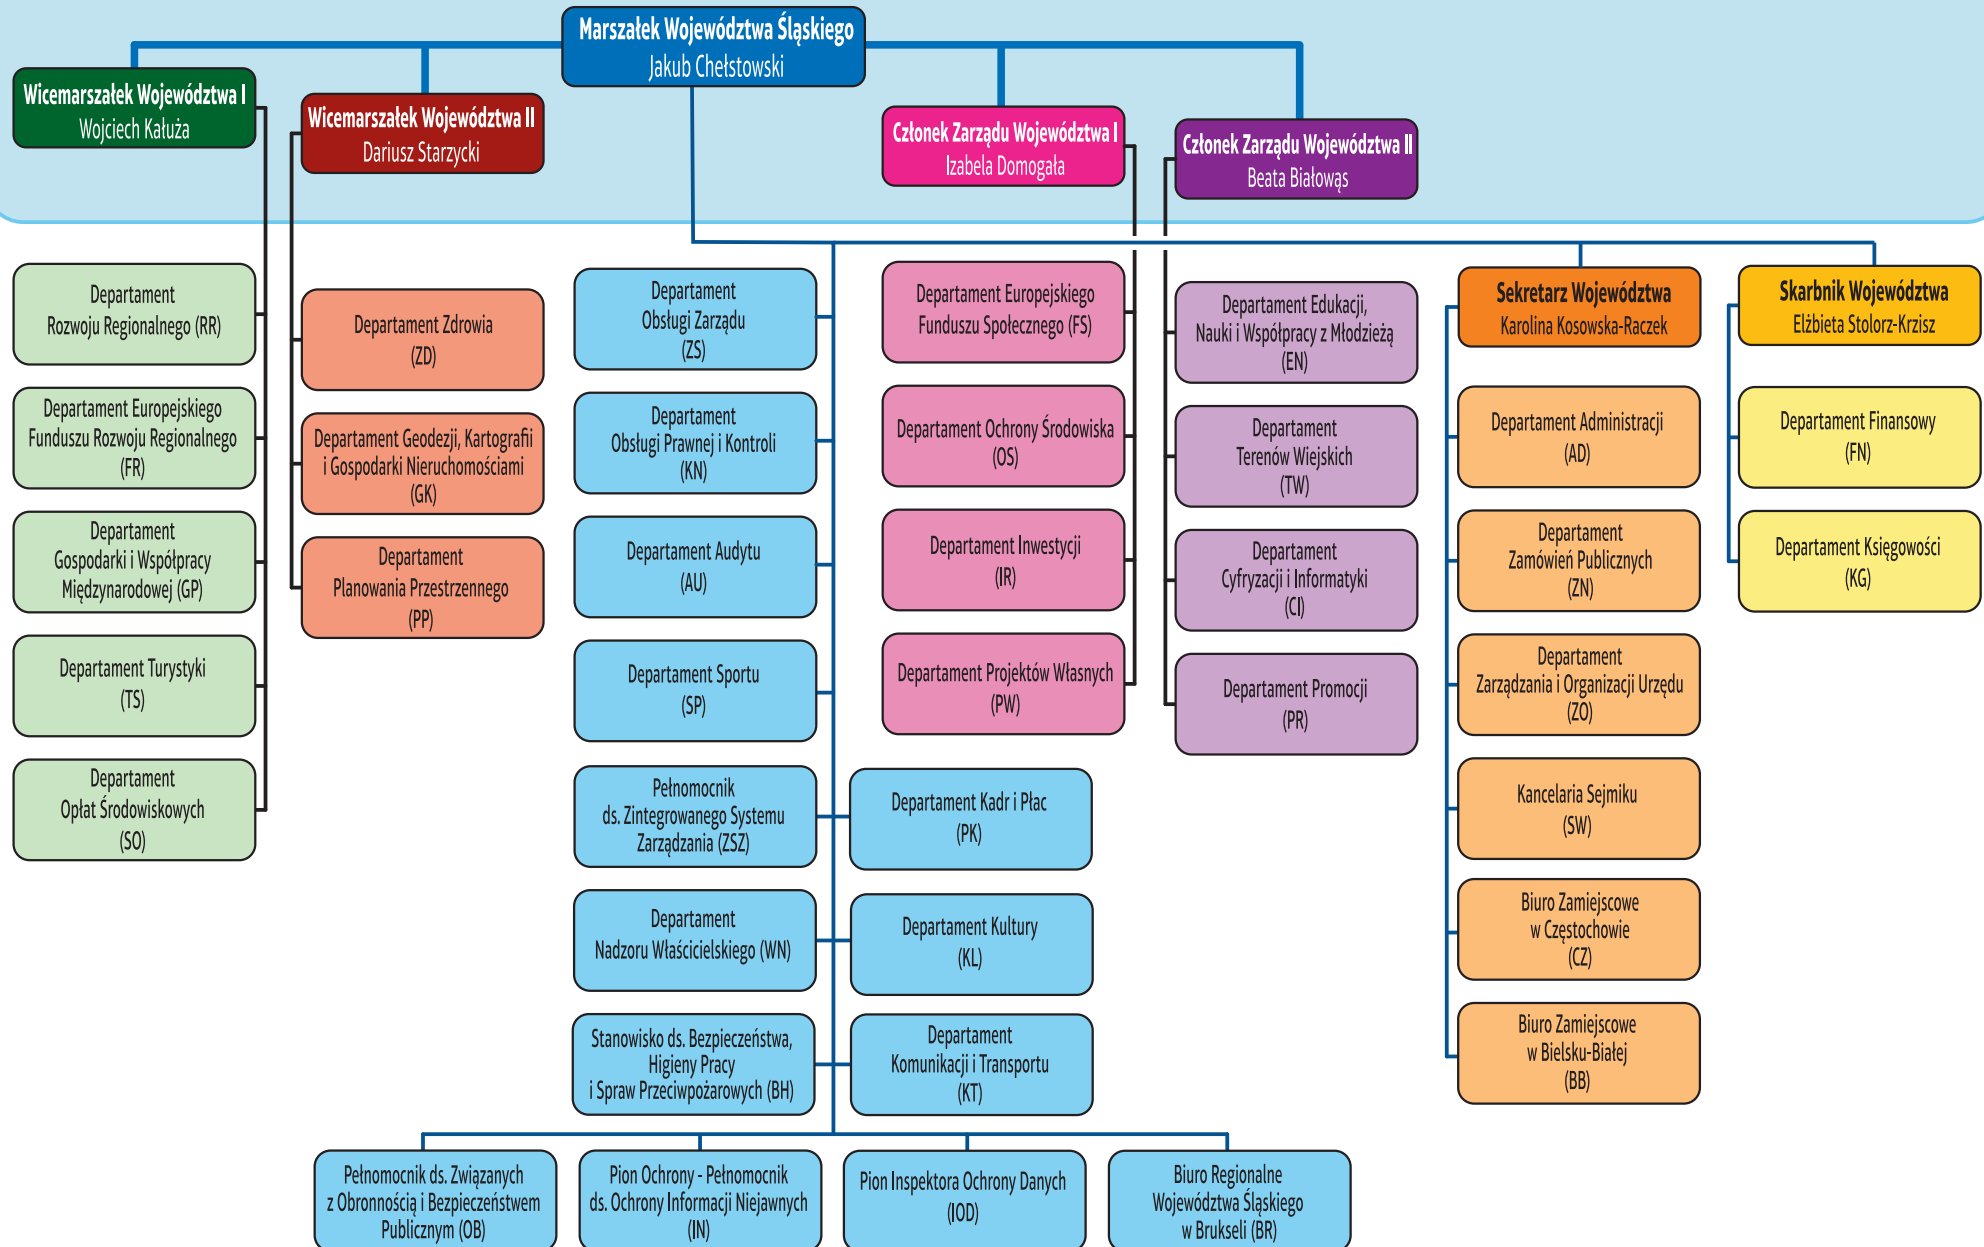 Marszałek Województwa Śląskiego
Jakub Chełstowski
Wicemarszałek Województwa I
Wojciech Kałuża
Wicemarszałek Województwa II
Dariusz Starzycki
Członek Zarządu Województwa I
Izabela Domogała
Członek Zarządu Województwa II
Beata Białowąs
Departament
Rozwoju Regionalnego (RR)
Departament Europejskiego
Funduszu Rozwoju Regionalnego
(FR)
Departament
Gospodarki i Współpracy
Międzynarodowej (GP)
Departament Turystyki
(TS)
Departament
Opłat Środowiskowych
(SO)
Departament Zdrowia
(ZD)
Departament Geodezji, Kartografii
i Gospodarki Nieruchomościami
(GK)
Departament
Planowania Przestrzennego
(PP)
Departament
Obsługi Zarządu
(ZS)
Departament
Obsługi Prawnej i Kontroli
(KN)
Departament Audytu
(AU)
Departament Sportu
(SP)
Pełnomocnik
ds. Zintegrowanego Systemu
Zarządzania (ZSZ)
Departament
Nadzoru Właścicielskiego (WN)
Stanowisko ds. Bezpieczeństwa,
Higieny Pracy
i Spraw Przeciwpożarowych (BH)
Departament Kadr i Płac
(PK)
Departament Kultury
(KL)
Departament
Komunikacji i Transportu
(KT)
Departament Europejskiego
Funduszu Społecznego (FS)
Departament Ochrony Środowiska
(OS)
Departament Inwestycji
(IR)
Departament Projektów Własnych
(PW)
Departament Edukacji,
Nauki i Współpracy z Młodzieżą
(EN)
Departament
Terenów Wiejskich
(TW)
Departament
Cyfryzacji i Informatyki
(CI)
Departament Promocji
(PR)
Sekretarz Województwa
Karolina Kosowska-Raczek
Departament Administracji
(AD)
Departament
Zamówień Publicznych
(ZN)
Departament
Zarządzania i Organizacji Urzędu
(ZO)
Kancelaria Sejmiku
(SW)
Biuro Zamiejscowe
w Częstochowie
(CZ)
Biuro Zamiejscowe
w Bielsku-Białej
(BB)
Skarbnik Województwa
Elżbieta Stolorz-Krzisz
Departament Finansowy
(FN)
Departament Księgowości
(KG)
Pełnomocnik ds. Związanych
z Obronnością i Bezpieczeństwem
Publicznym (OB)
Pion Ochrony - Pełnomocnik
ds. Ochrony Informacji Niejawnych
(IN)
Pion Inspektora Ochrony Danych
(IOD)
Biuro Regionalne
Województwa Śląskiego
w Brukseli (BR)